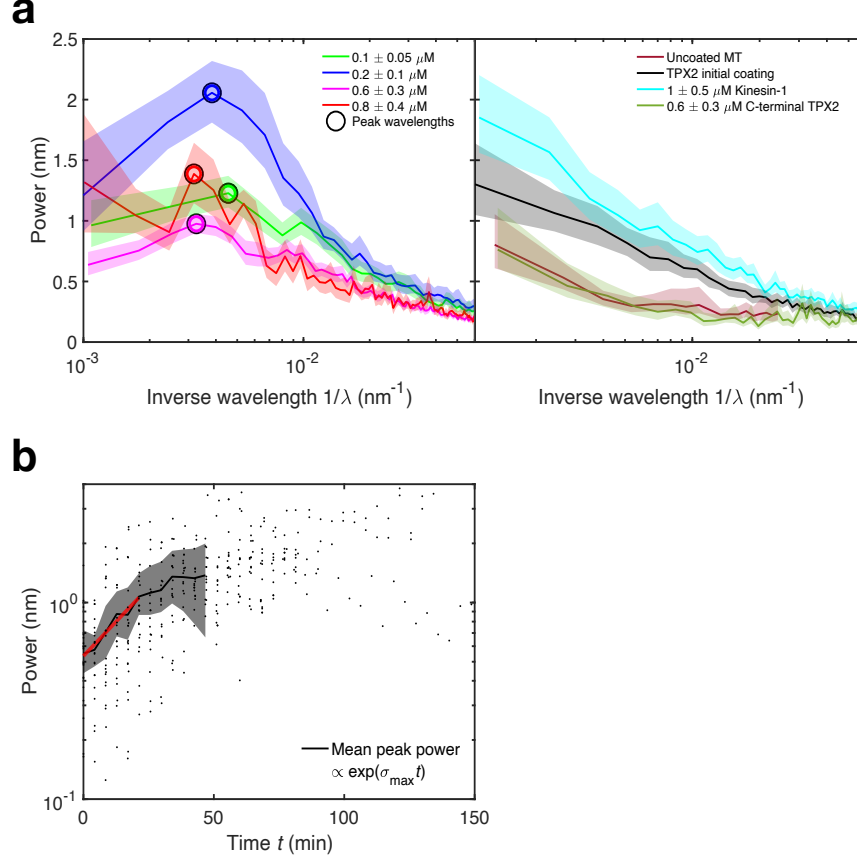 a
2.5
2
1.5
1
0.5
0
Power (nm)
0.1 ± 0.05 μM
0.2 ± 0.1 μM
0.6 ± 0.3 μM
0.8 ± 0.4 μM
Peak wavelengths
10⁻³
10⁻²
Inverse wavelength 1/λ (nm⁻¹)
Uncoated MT
TPX2 initial coating
1 ± 0.5 μM Kinesin-1
0.6 ± 0.3 μM C-terminal TPX2
10⁻²
Inverse wavelength 1/λ (nm⁻¹)
b
10⁰
10⁻¹
Power (nm)
Mean peak power
∝ exp(σₘₐₓt)
0
50
100
150
Time t (min)